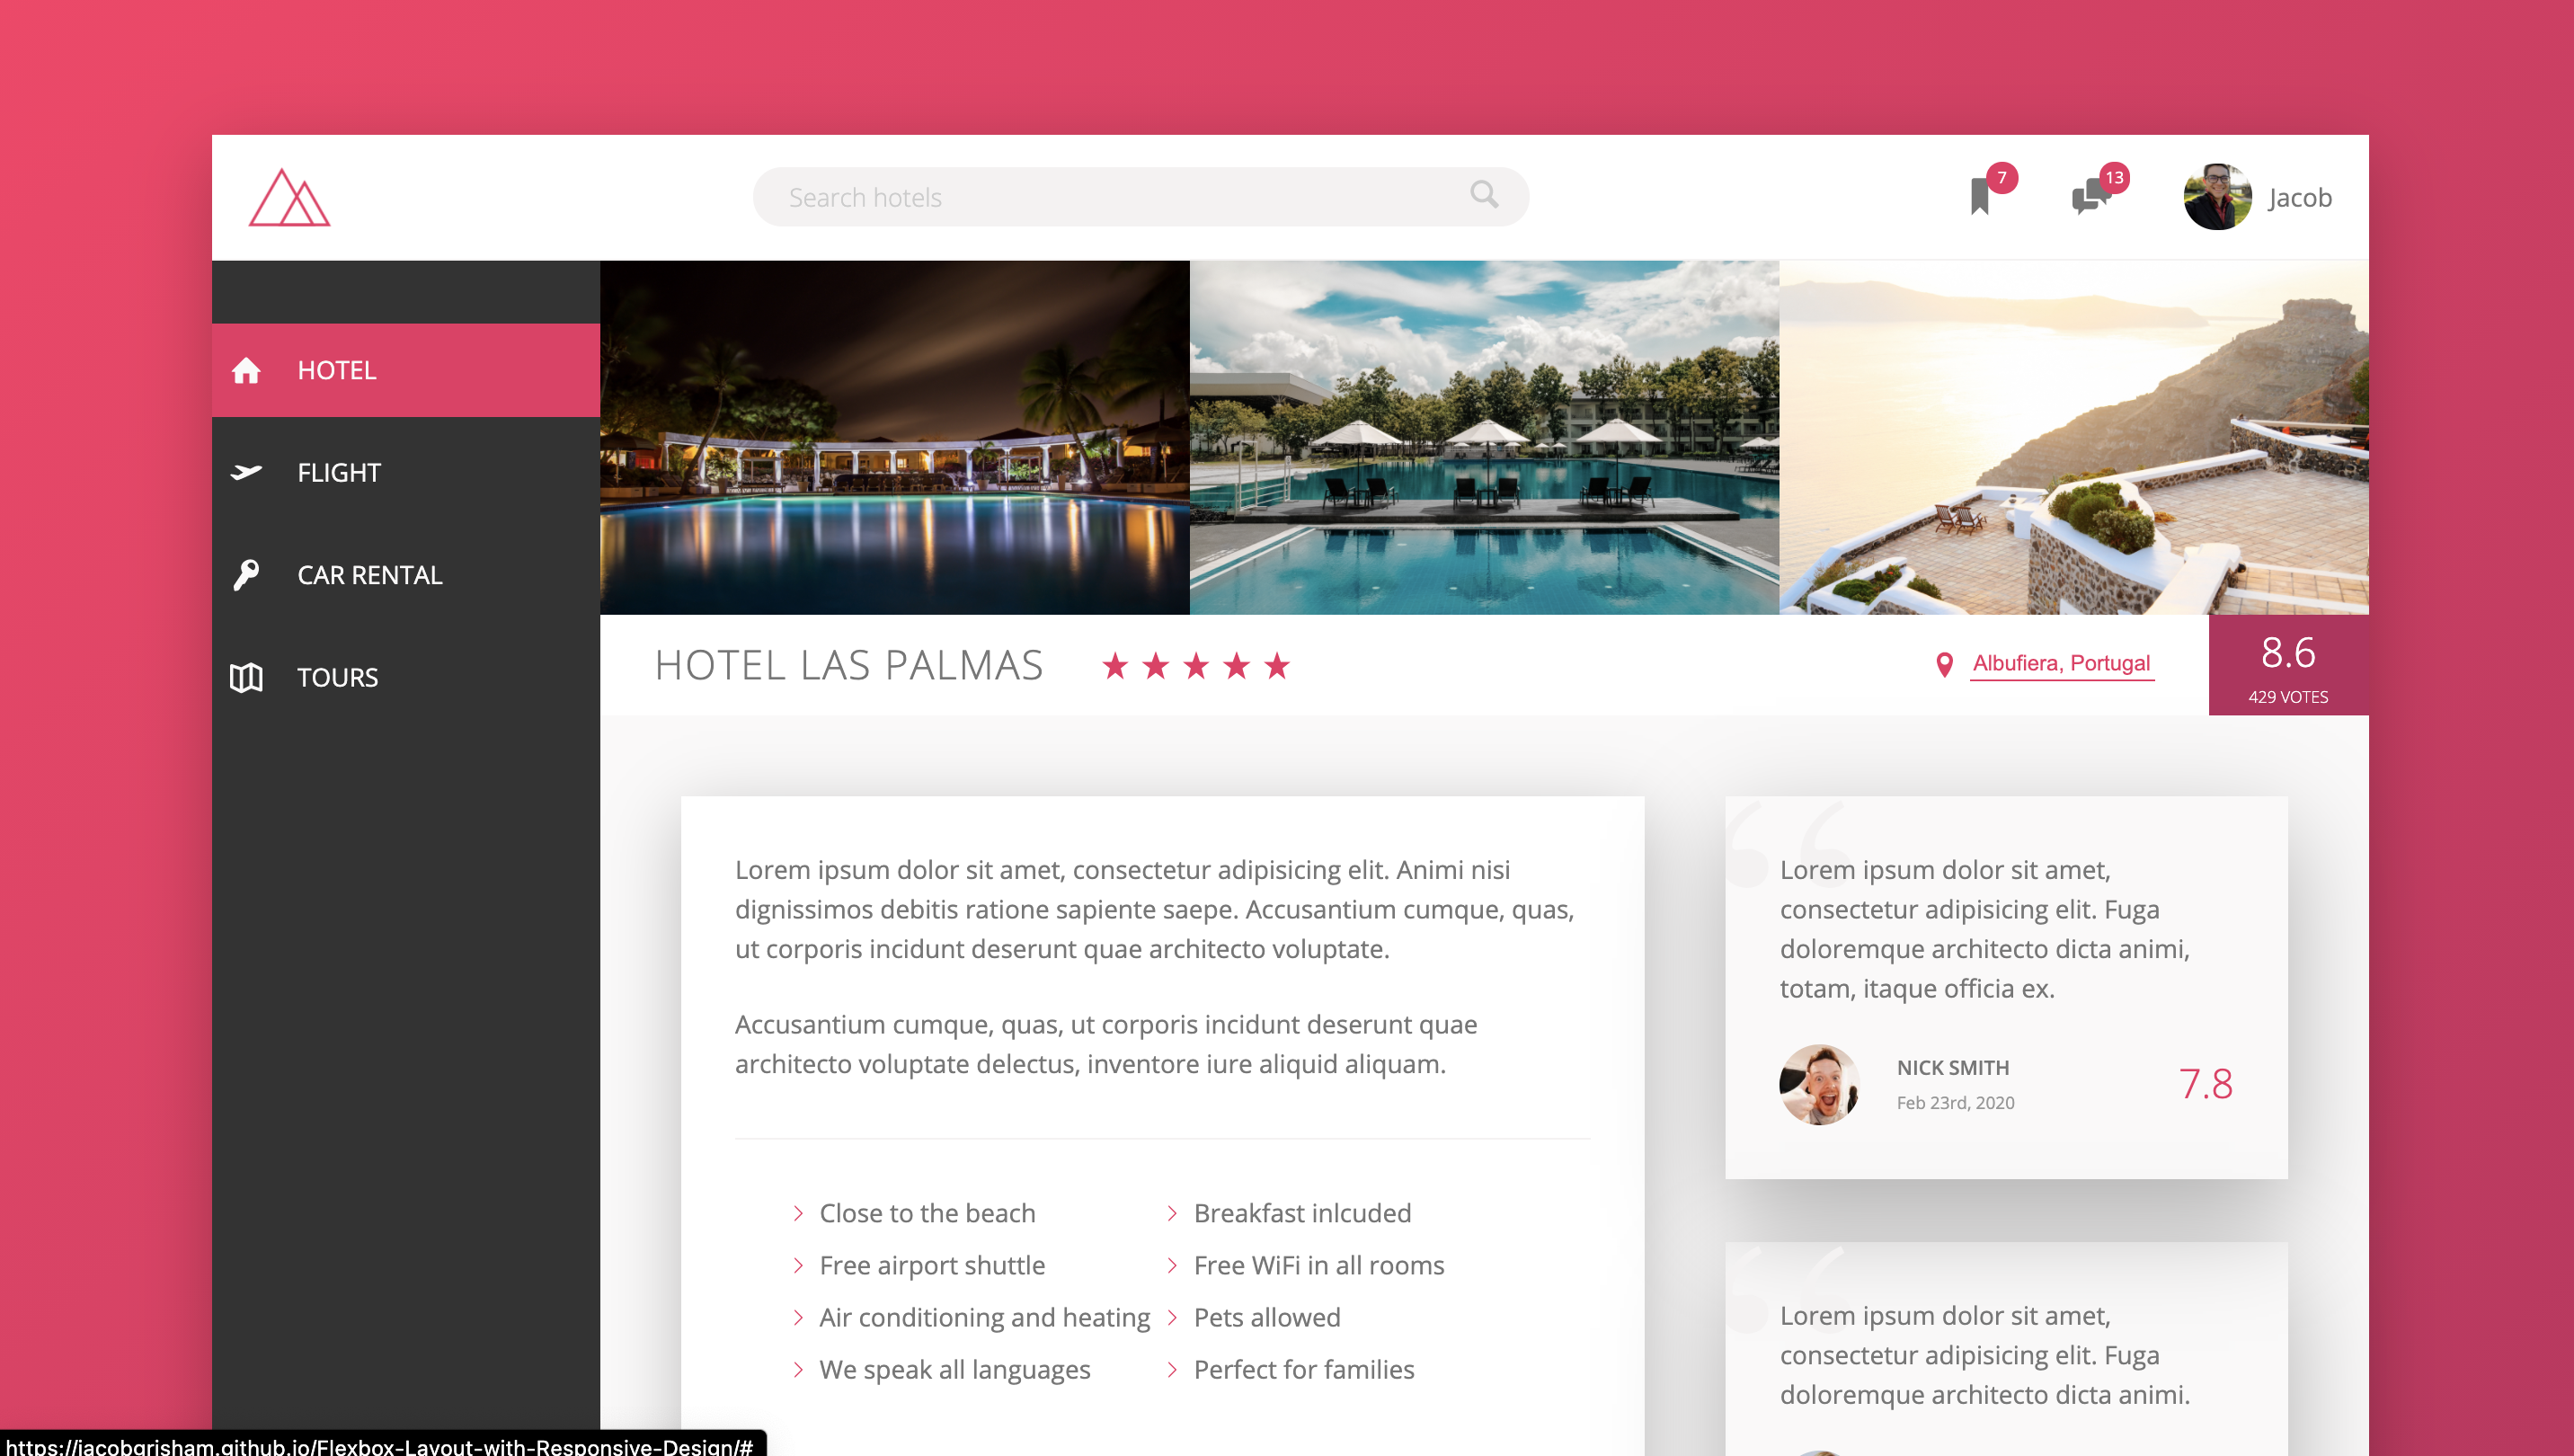 Search hotels
7
13
Jacob
HOTEL
FLIGHT
CAR RENTAL
TOURS
HOTEL LAS PALMAS
Albufiera, Portugal
8.6
429 VOTES
Lorem ipsum dolor sit amet, consectetur adipisicing elit. Animi nisi
dignissimos debitis ratione sapiente saepe. Accusantium cumque, quas,
ut corporis incidunt deserunt quae architecto voluptate.
Accusantium cumque, quas, ut corporis incidunt deserunt quae
architecto voluptate delectus, inventore iure aliquid aliquam.
Close to the beach
Breakfast inlcuded
Free airport shuttle
Free WiFi in all rooms
Air conditioning and heating
Pets allowed
We speak all languages
Perfect for families
Lorem ipsum dolor sit amet,
consectetur adipisicing elit. Fuga
doloremque architecto dicta animi,
totam, itaque officia ex.
NICK SMITH
Feb 23rd, 2020
7.8
Lorem ipsum dolor sit amet,
consectetur adipisicing elit. Fuga
doloremque architecto dicta animi.
https://jacobgrisham.github.io/Flexbox-Layout-with-Responsive-Design/#